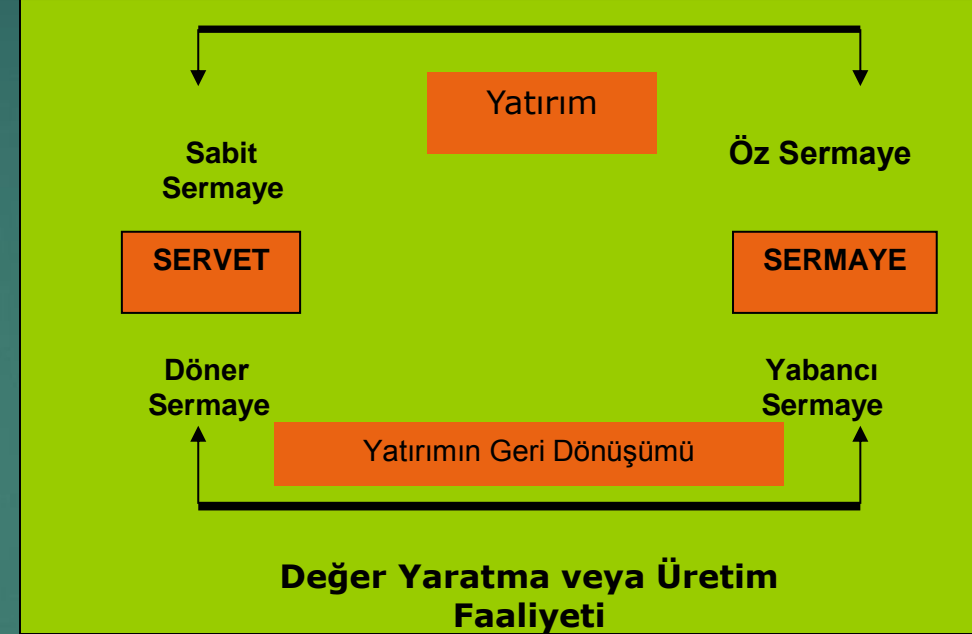 Yatırım
Sabit
Sermaye
Öz Sermaye
SERVET
SERMAYE
Döner
Sermaye
Yabancı
Sermaye
Yatırımın Geri Dönüşümü
Değer Yaratma veya Üretim
Faaliyeti